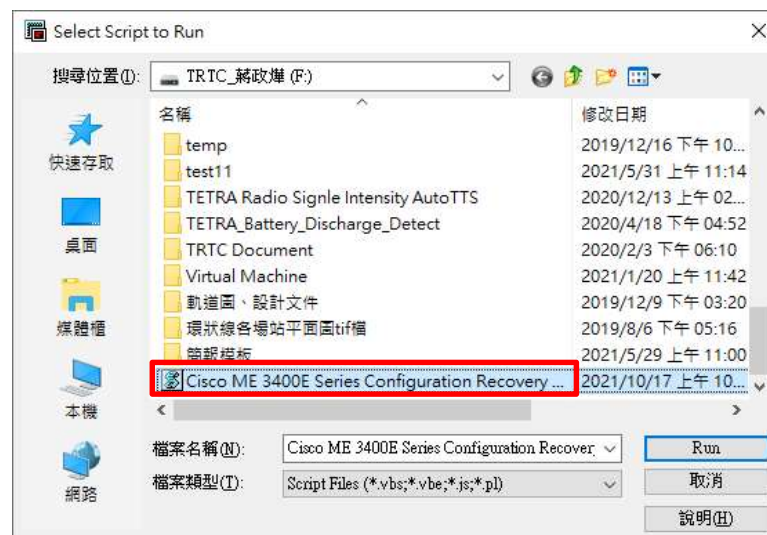 Select Script to Run
搜尋位置(I): TRTC_蔣政燁 (F:)
名稱 修改日期
temp 2019/12/16 下午 10...
test11 2021/5/31 上午 11:14
TETRA Radio Signle Intensity AutoTTS 2020/12/13 上午 02...
TETRA_Battery_Discharge_Detect 2020/4/18 下午 04:52
TRTC Document 2020/2/3 下午 06:10
Virtual Machine 2021/1/20 上午 11:42
軌道圖、設計文件 2019/12/9 下午 03:20
環狀線各場站平面圖tif檔 2019/8/6 下午 05:16
簡報模板 2021/5/29 上午 11:00
Cisco ME 3400E Series Configuration Recovery ... 2021/10/17 上午 10...
快速存取
桌面
媒體櫃
本機
網路
檔案名稱(N): Cisco ME 3400E Series Configuration Recover Run
檔案類型(T): Script Files (*.vbs;*.vbe;*.js;*.pl) 取消
說明(H)